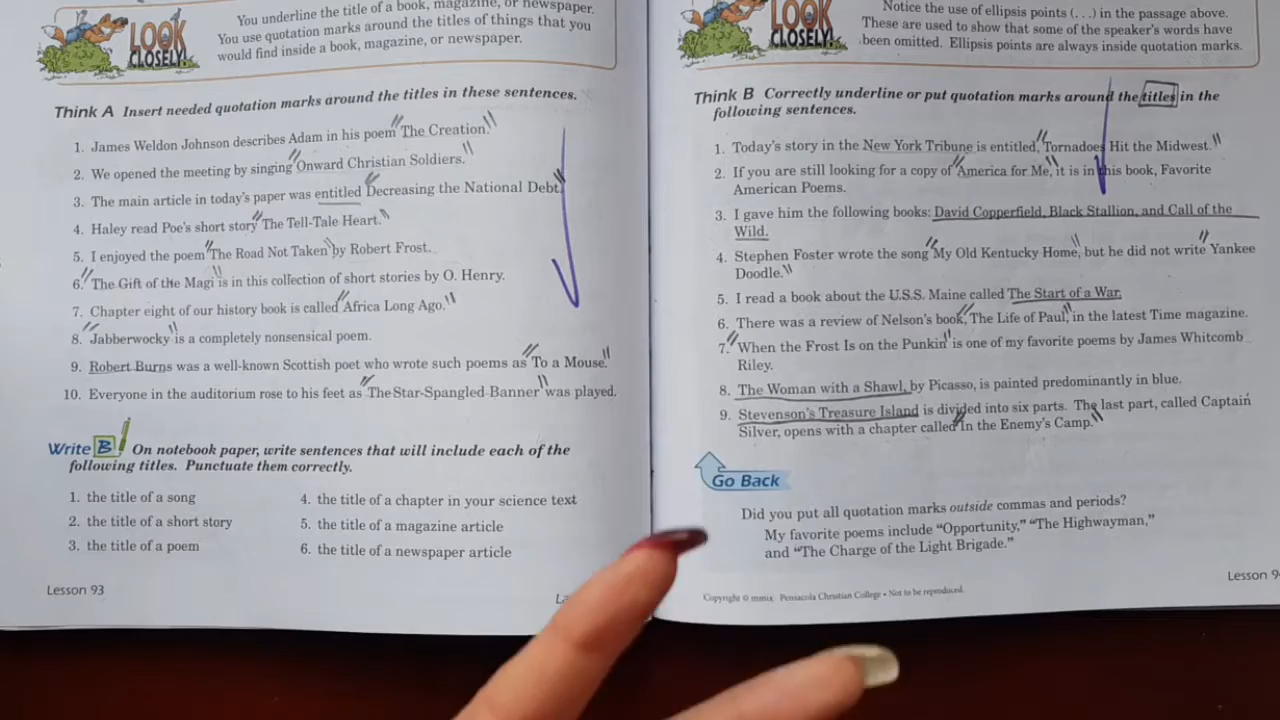 You underline the title of a book, magazine, or newspaper.
You use quotation marks around the titles of things that you
would find inside a book, magazine, or newspaper.
LOOK
CLOSELY!
Think A Insert needed quotation marks around the titles in these sentences.
1. James Weldon Johnson describes Adam in his poem "The Creation."
2. We opened the meeting by singing "Onward Christian Soldiers."
3. The main article in today's paper was entitled "Decreasing the National Debt."
4. Haley read Poe's short story "The Tell-Tale Heart."
5. I enjoyed the poem "The Road Not Taken" by Robert Frost.
6. "The Gift of the Magi" is in this collection of short stories by O. Henry.
7. Chapter eight of our history book is called "Africa Long Ago."
8. "Jabberwocky" is a completely nonsensical poem.
9. Robert Burns was a well-known Scottish poet who wrote such poems as "To a Mouse."
10. Everyone in the auditorium rose to his feet as "The Star-Spangled Banner" was played.
Write B On notebook paper, write sentences that will include each of the
following titles. Punctuate them correctly.
1. the title of a song
2. the title of a short story
3. the title of a poem
4. the title of a chapter in your science text
5. the title of a magazine article
6. the title of a newspaper article
Lesson 93
Notice the use of ellipsis points (. . .) in the passage above.
These are used to show that some of the speaker's words have
been omitted. Ellipsis points are always inside quotation marks.
LOOK
CLOSELY!
Think B Correctly underline or put quotation marks around the titles in the
following sentences.
1. Today's story in the New York Tribune is entitled, "Tornadoes Hit the Midwest."
2. If you are still looking for a copy of "America for Me," it is in this book, Favorite
American Poems.
3. I gave him the following books: David Copperfield, Black Stallion, and Call of the
Wild.
4. Stephen Foster wrote the song "My Old Kentucky Home," but he did not write "Yankee
Doodle."
5. I read a book about the U.S.S. Maine called The Start of a War.
6. There was a review of Nelson's book, "The Life of Paul," in the latest Time magazine.
7. "When the Frost Is on the Punkin" is one of my favorite poems by James Whitcomb
Riley.
8. The Woman with a Shawl, by Picasso, is painted predominantly in blue.
9. Stevenson's Treasure Island is divided into six parts. The last part, called Captain
Silver, opens with a chapter called "In the Enemy's Camp."
Go Back
Did you put all quotation marks outside commas and periods?
My favorite poems include "Opportunity," "The Highwayman,"
and "The Charge of the Light Brigade."
Lesson 9
Copyright © mmix Pensacola Christian College • Not to be reproduced.